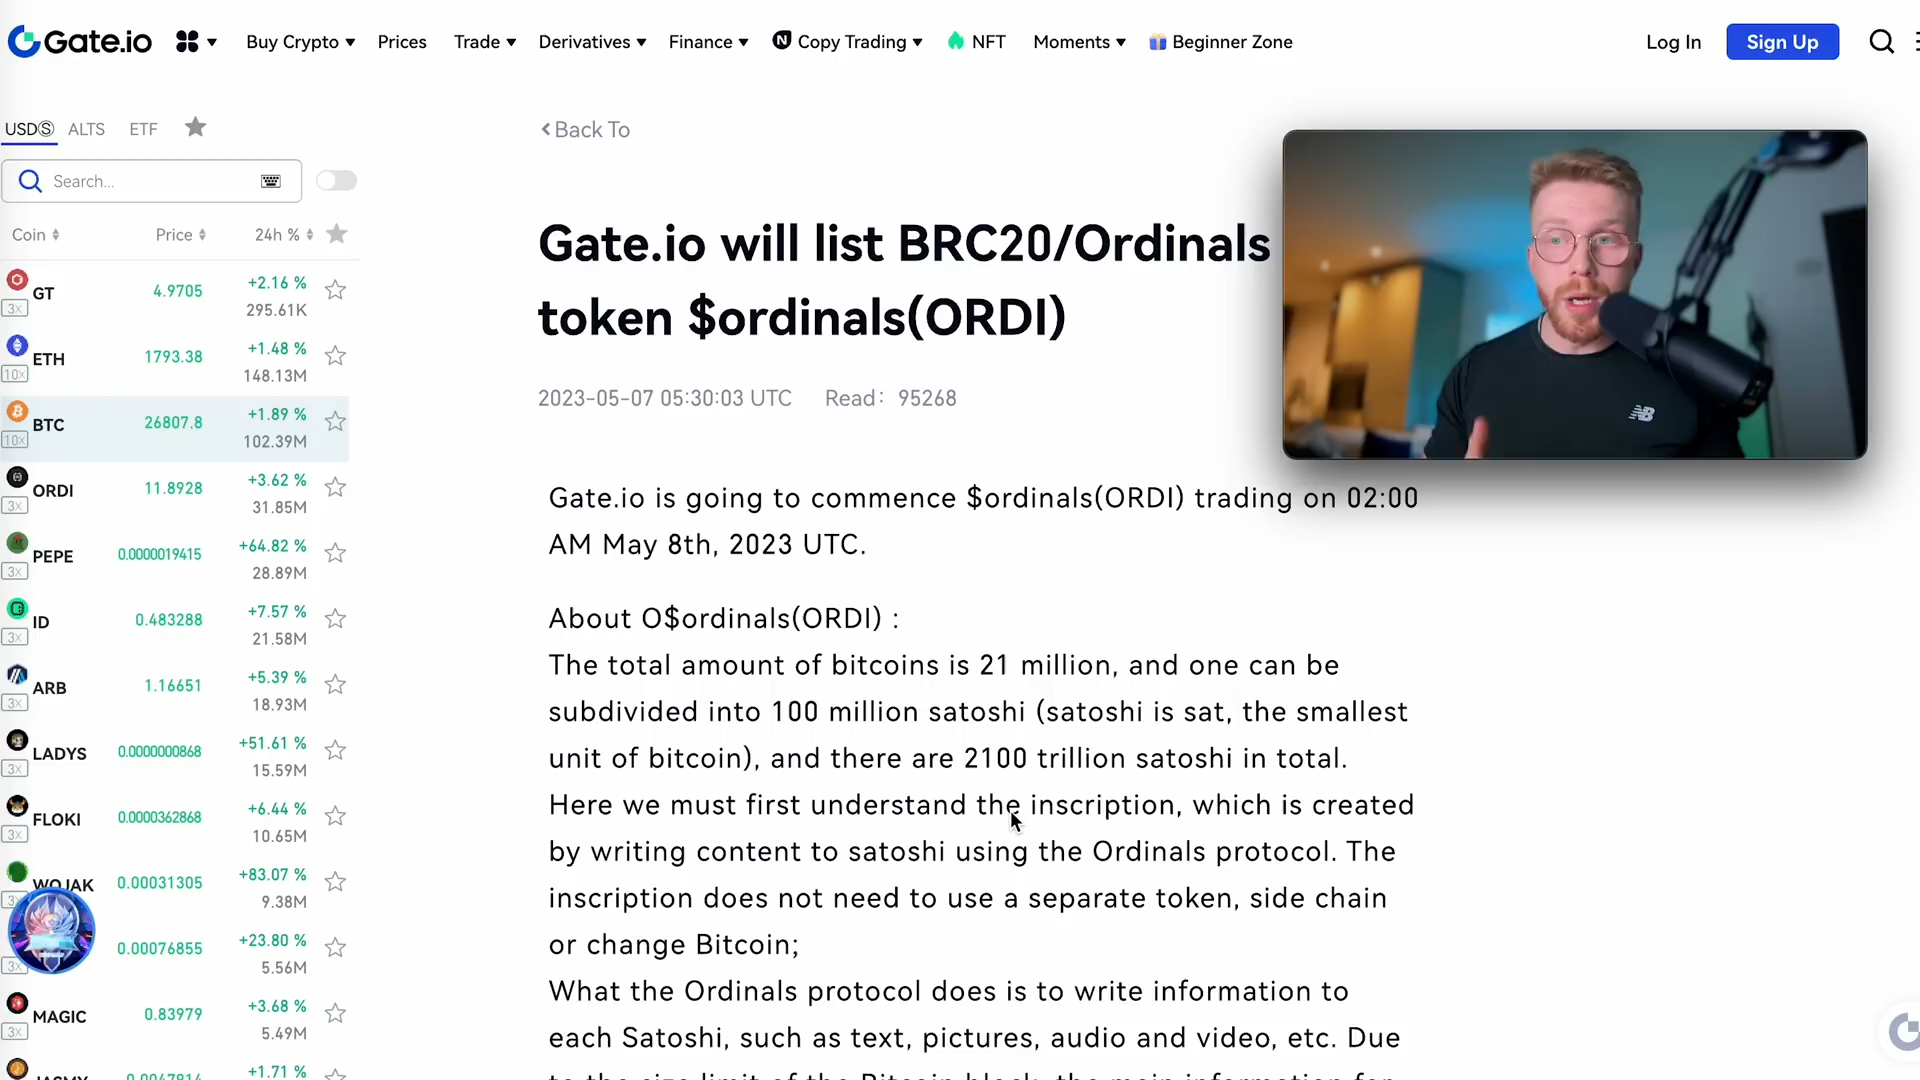 Gate.io
Buy Crypto
Prices
Trade
Derivatives
Finance
Copy Trading
NFT
Moments
Beginner Zone
Log In
Sign Up
USDⓈ
ALTS
ETF
Search...
Coin
Price
24h %
GT
3X
4.9705
+2.16 %
295.61K
ETH
10X
1793.38
+1.48 %
148.13M
BTC
10X
26807.8
+1.89 %
102.39M
ORDI
3X
11.8928
+3.62 %
31.85M
PEPE
3X
0.0000019415
+64.82 %
28.89M
ID
3X
0.483288
+7.57 %
21.58M
ARB
3X
1.16651
+5.39 %
18.93M
LADYS
3X
0.0000000868
+51.61 %
15.59M
FLOKI
3X
0.0000362868
+6.44 %
10.65M
WOJAK
0.00031305
+83.07 %
9.38M
3X
0.00076855
+23.80 %
5.56M
MAGIC
3X
0.83979
+3.68 %
5.49M
+1.71 %
Back To
Gate.io will list BRC20/Ordinals
token $ordinals(ORDI)
2023-05-07 05:30:03 UTC
Read: 95268
Gate.io is going to commence $ordinals(ORDI) trading on 02:00
AM May 8th, 2023 UTC.
About O$ordinals(ORDI) :
The total amount of bitcoins is 21 million, and one can be
subdivided into 100 million satoshi (satoshi is sat, the smallest
unit of bitcoin), and there are 2100 trillion satoshi in total.
Here we must first understand the inscription, which is created
by writing content to satoshi using the Ordinals protocol. The
inscription does not need to use a separate token, side chain
or change Bitcoin;
What the Ordinals protocol does is to write information to
each Satoshi, such as text, pictures, audio and video, etc. Due